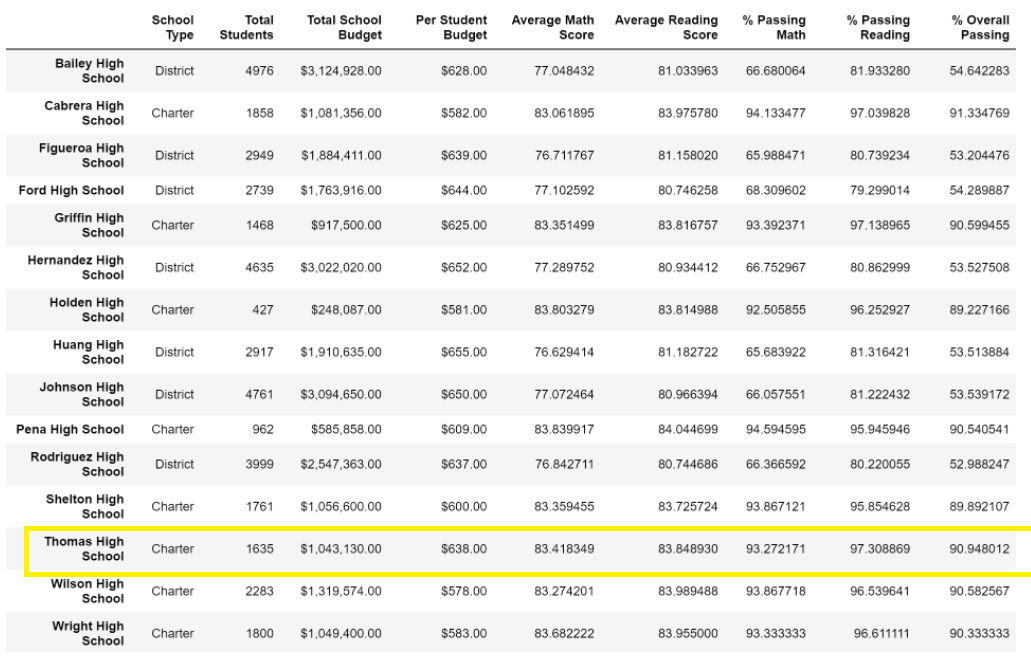 School Type Total Students Total School Budget Per Student Budget Average Math Score Average Reading Score % Passing Math % Passing Reading % Overall Passing
Bailey High School District 4976 $3,124,928.00 $628.00 77.048432 81.033963 66.680064 81.933280 54.642283
Cabrera High School Charter 1858 $1,081,356.00 $582.00 83.061895 83.975780 94.133477 97.039828 91.334769
Figueroa High School District 2949 $1,884,411.00 $639.00 76.711767 81.158020 65.988471 80.739234 53.204476
Ford High School District 2739 $1,763,916.00 $644.00 77.102592 80.746258 68.309602 79.299014 54.289887
Griffin High School Charter 1468 $917,500.00 $625.00 83.351499 83.816757 93.392371 97.138965 90.599455
Hernandez High School District 4635 $3,022,020.00 $652.00 77.289752 80.934412 66.752967 80.862999 53.527508
Holden High School Charter 427 $248,087.00 $581.00 83.803279 83.814988 92.505855 96.252927 89.227166
Huang High School District 2917 $1,910,635.00 $655.00 76.629414 81.182722 65.683922 81.316421 53.513884
Johnson High School District 4761 $3,094,650.00 $650.00 77.072464 80.966394 66.057551 81.222432 53.539172
Pena High School Charter 962 $585,858.00 $609.00 83.839917 84.044699 94.594595 95.945946 90.540541
Rodriguez High School District 3999 $2,547,363.00 $637.00 76.842711 80.744686 66.366592 80.220055 52.988247
Shelton High School Charter 1761 $1,056,600.00 $600.00 83.359455 83.725724 93.867121 95.854628 89.892107
Thomas High School Charter 1635 $1,043,130.00 $638.00 83.418349 83.848930 93.272171 97.308869 90.948012
Wilson High School Charter 2283 $1,319,574.00 $578.00 83.274201 83.989488 93.867718 96.539641 90.582567
Wright High School Charter 1800 $1,049,400.00 $583.00 83.682222 83.955000 93.333333 96.611111 90.333333